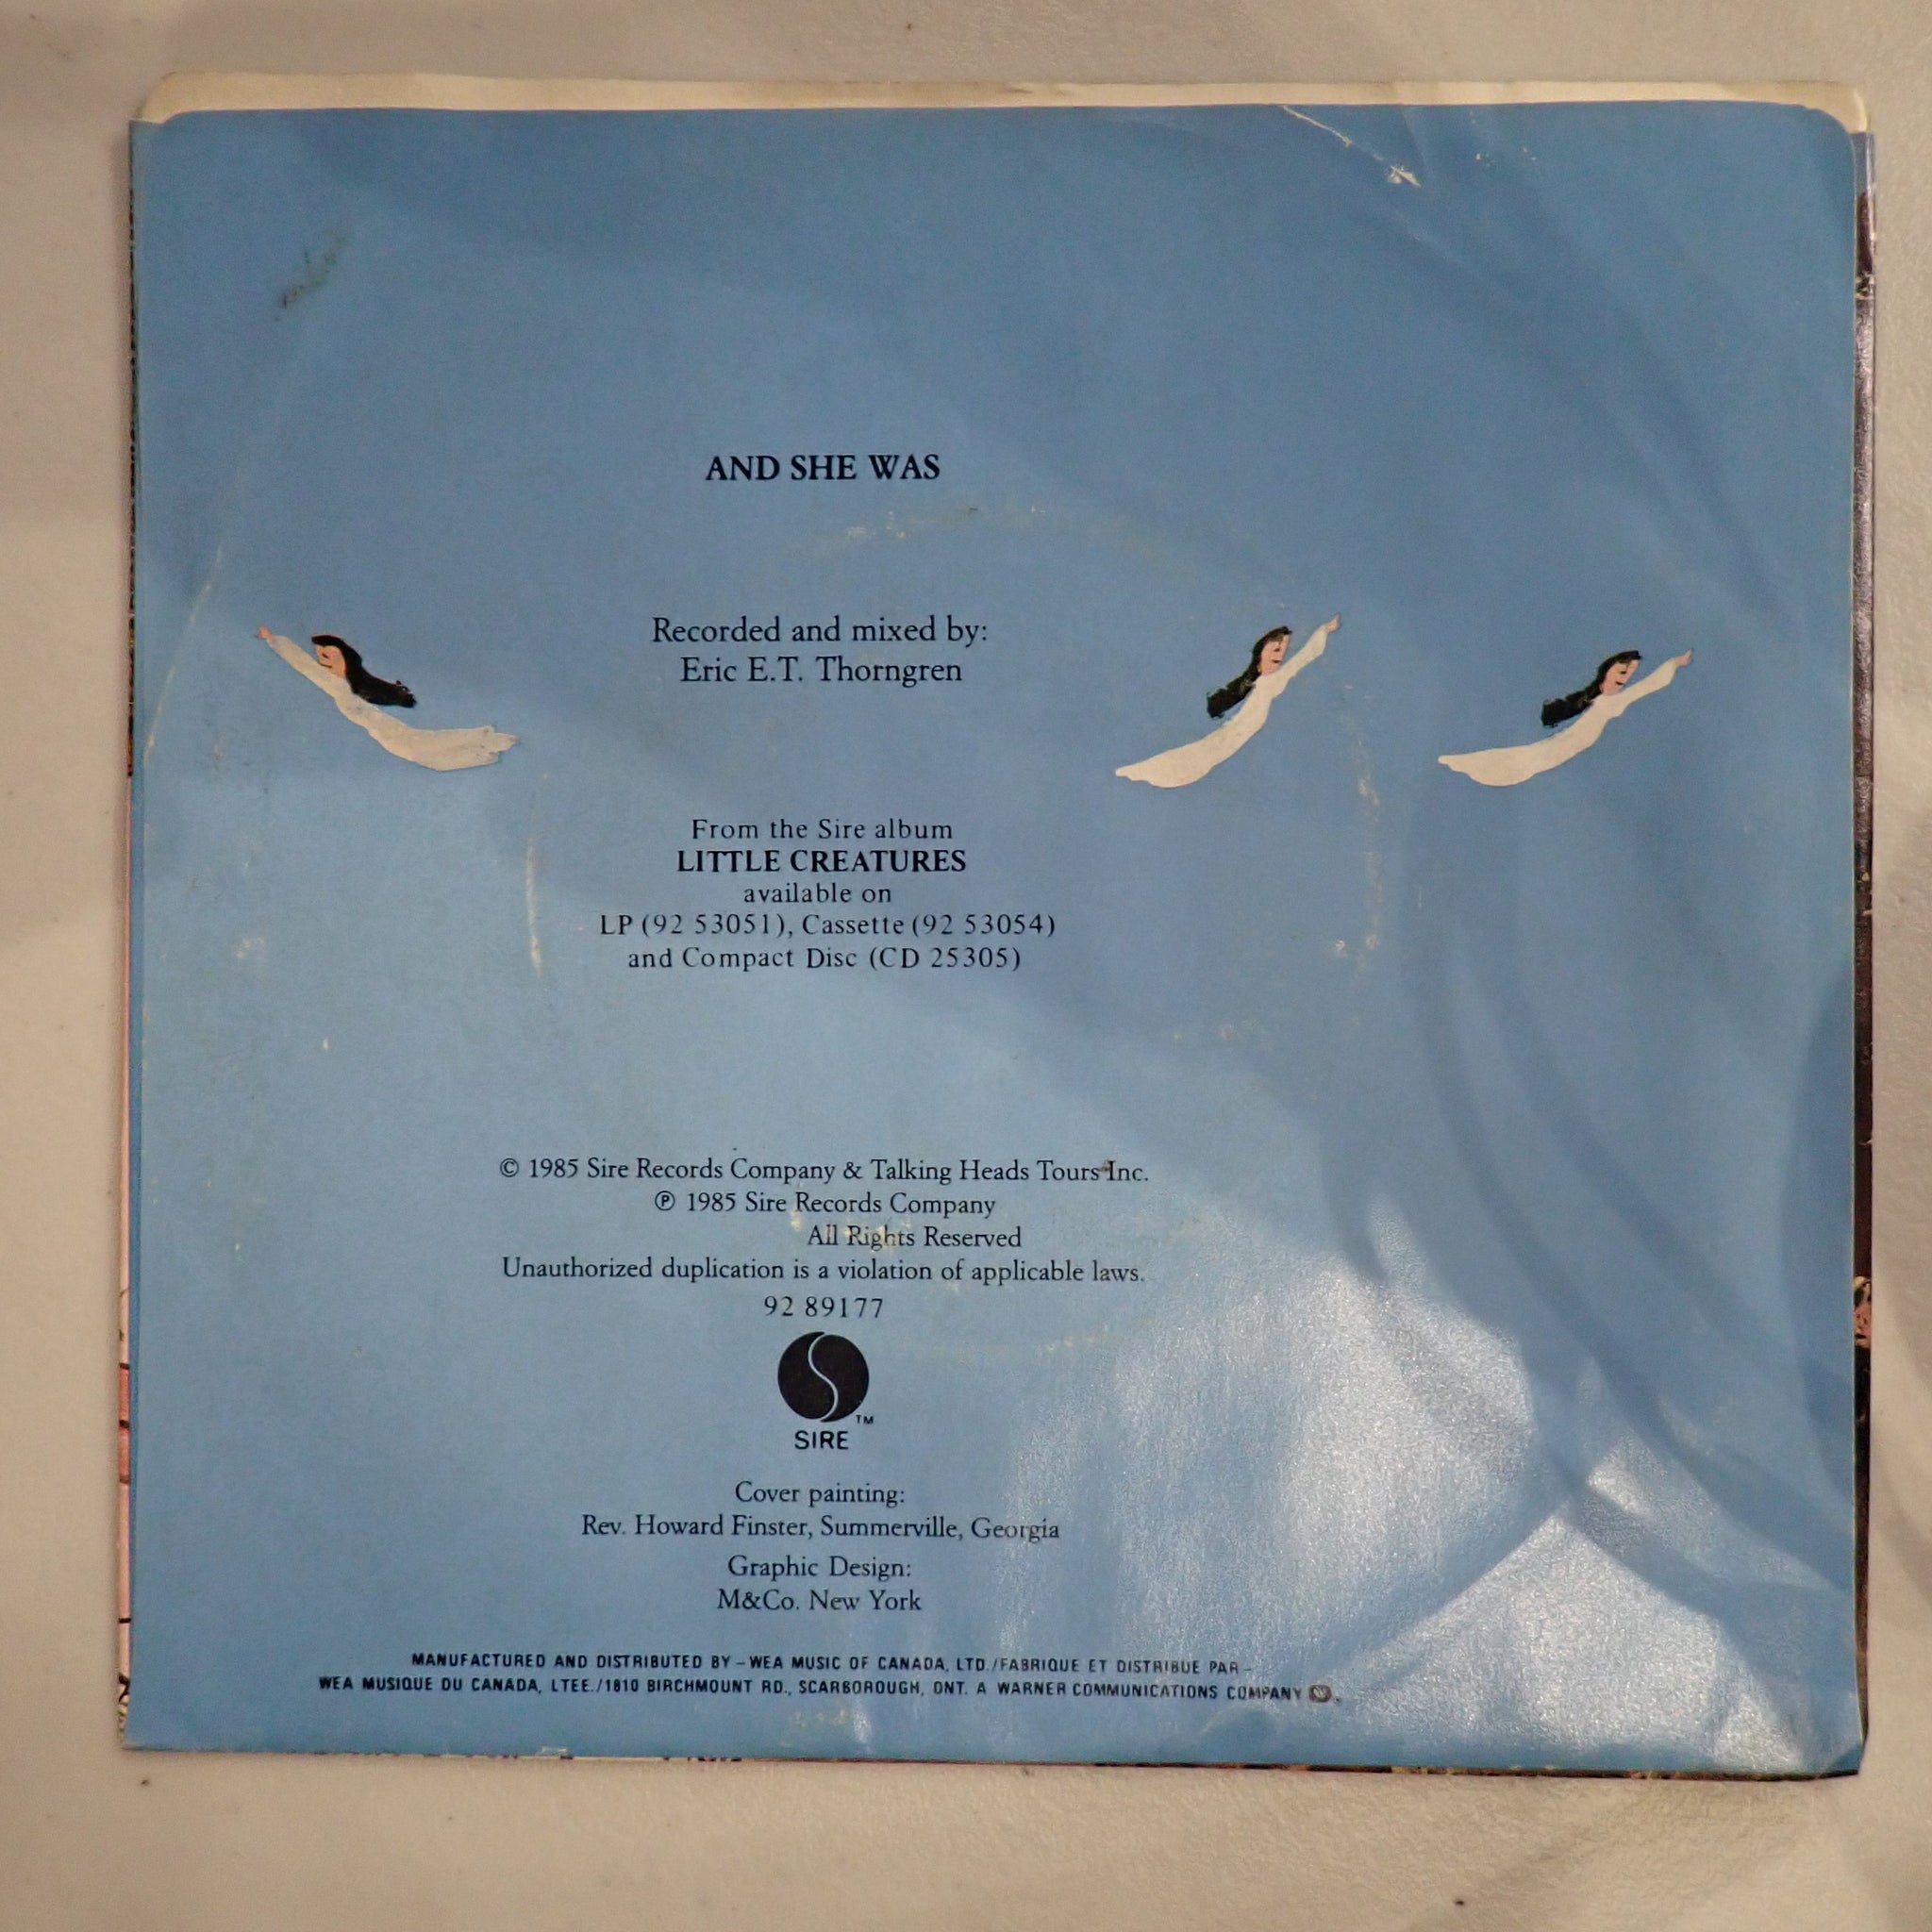 AND SHE WAS
Recorded and mixed by:
Eric E.T. Thorngren
From the Sire album
LITTLE CREATURES
available on
LP (92 53051), Cassette (92 53054)
and Compact Disc (CD 25305)
© 1985 Sire Records Company & Talking Heads Tours Inc.
℗ 1985 Sire Records Company
All Rights Reserved
Unauthorized duplication is a violation of applicable laws.
92 89177
TM
SIRE
Cover painting:
Rev. Howard Finster, Summerville, Georgia
Graphic Design:
M&Co. New York
MANUFACTURED AND DISTRIBUTED BY – WEA MUSIC OF CANADA, LTD./FABRIQUE ET DISTRIBUE PAR –
WEA MUSIQUE DU CANADA, LTEE./1810 BIRCHMOUNT RD., SCARBOROUGH, ONT. A WARNER COMMUNICATIONS COMPANY